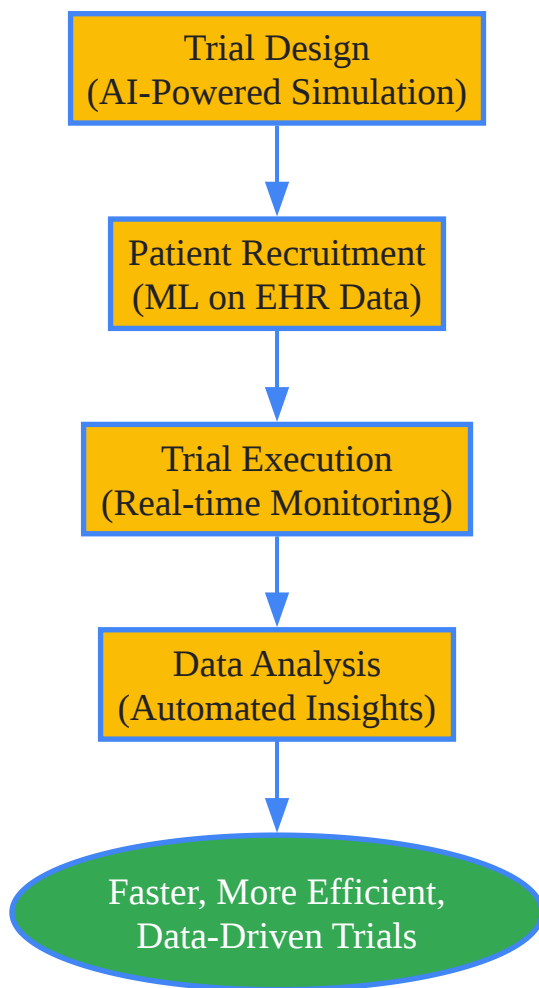 Trial Design
(AI-Powered Simulation)
Patient Recruitment
(ML on EHR Data)
Trial Execution
(Real-time Monitoring)
Data Analysis
(Automated Insights)
Faster, More Efficient,
Data-Driven Trials